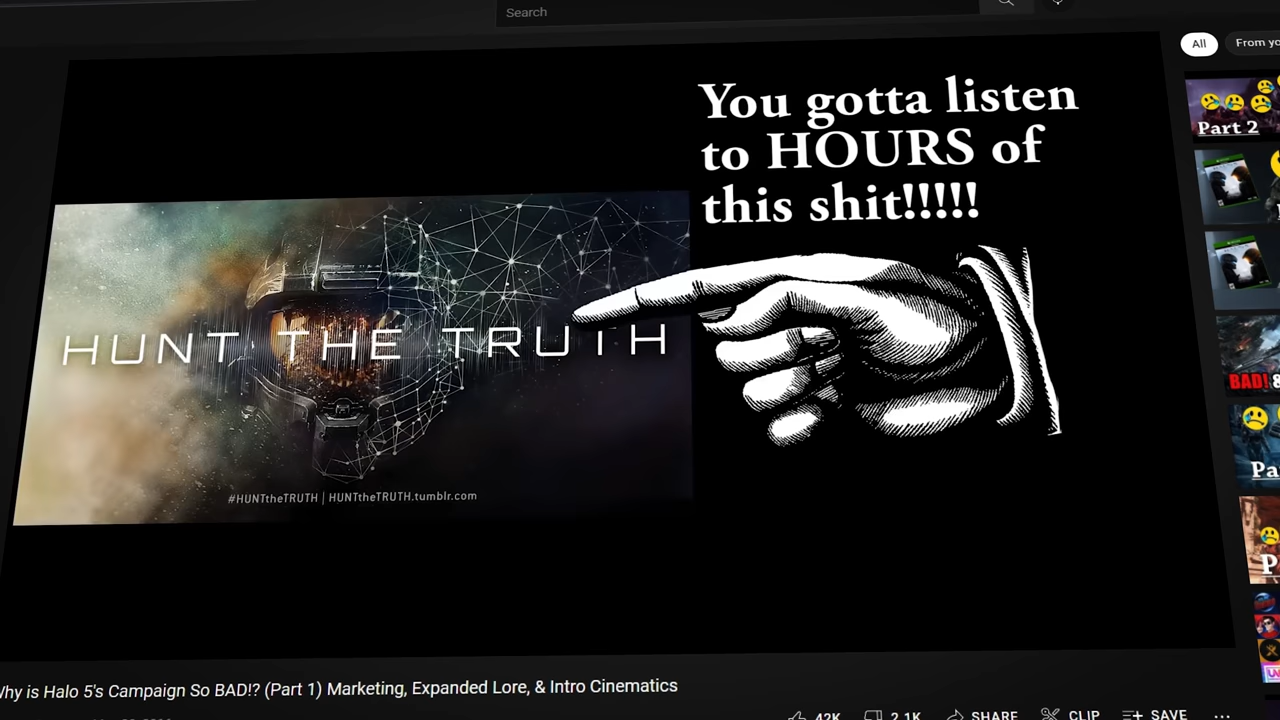 Search
All
From yo
You gotta listen
to HOURS of
this shit!!!!!
HUNT THE TRUTH
#HUNTtheTRUTH | HUNTtheTRUTH.tumblr.com
Part 2
BAD! &
Pa
P
Why is Halo 5's Campaign So BAD!? (Part 1) Marketing, Expanded Lore, & Intro Cinematics
42K
2.1K
SHARE
CLIP
SAVE